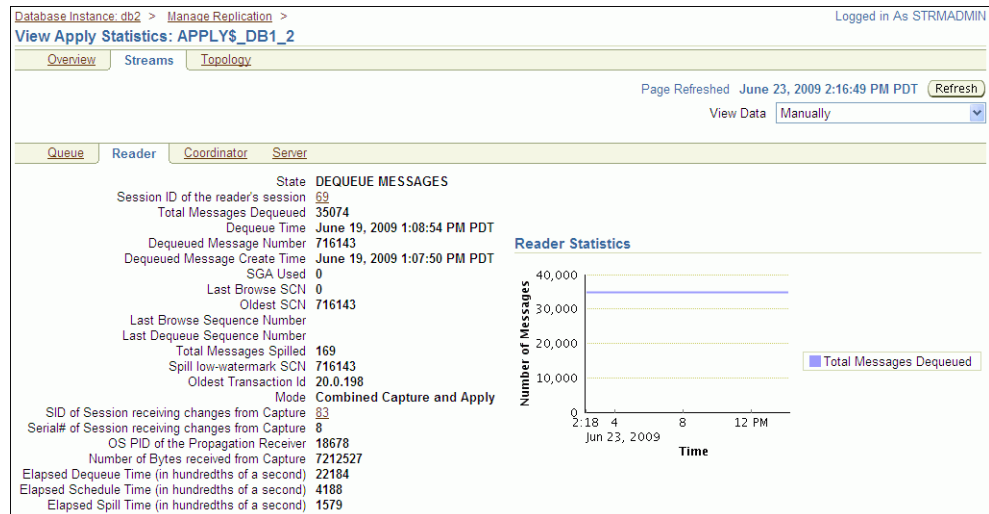 Database Instance: db2 > Manage Replication >
Logged in As STRMADMIN
View Apply Statistics: APPLY$_DB1_2
Overview Streams Topology
Page Refreshed June 23, 2009 2:16:49 PM PDT Refresh
View Data Manually
Queue Reader Coordinator Server
State DEQUEUE MESSAGES
Session ID of the reader's session 69
Total Messages Dequeued 35074
Dequeue Time June 19, 2009 1:08:54 PM PDT
Dequeued Message Number 716143
Dequeued Message Create Time June 19, 2009 1:07:50 PM PDT
SGA Used 0
Last Browse SCN 0
Oldest SCN 716143
Last Browse Sequence Number
Last Dequeue Sequence Number
Total Messages Spilled 169
Spill low-watermark SCN 716143
Oldest Transaction Id 20.0.198
Mode Combined Capture and Apply
SID of Session receiving changes from Capture 83
Serial# of Session receiving changes from Capture 8
OS PID of the Propagation Receiver 18678
Number of Bytes received from Capture 7212527
Elapsed Dequeue Time (in hundredths of a second) 22184
Elapsed Schedule Time (in hundredths of a second) 4188
Elapsed Spill Time (in hundredths of a second) 1579
Reader Statistics
Number of Messages
40,000
30,000
20,000
10,000
0
2:18 4 8 12 PM
Jun 23, 2009
Time
Total Messages Dequeued